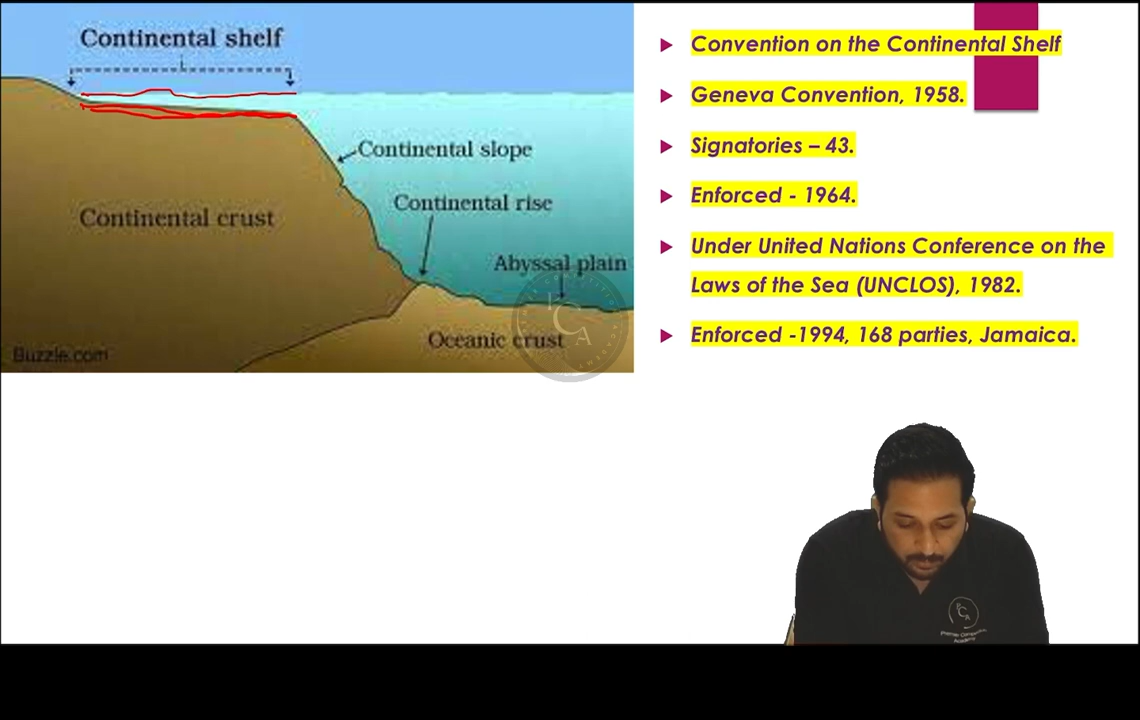 Continental shelf
Continental slope
Continental rise
Continental crust
Abyssal plain
Oceanic crust
Buzzle.com
Convention on the Continental Shelf
Geneva Convention, 1958.
Signatories – 43.
Enforced - 1964.
Under United Nations Conference on the
Laws of the Sea (UNCLOS), 1982.
Enforced -1994, 168 parties, Jamaica.